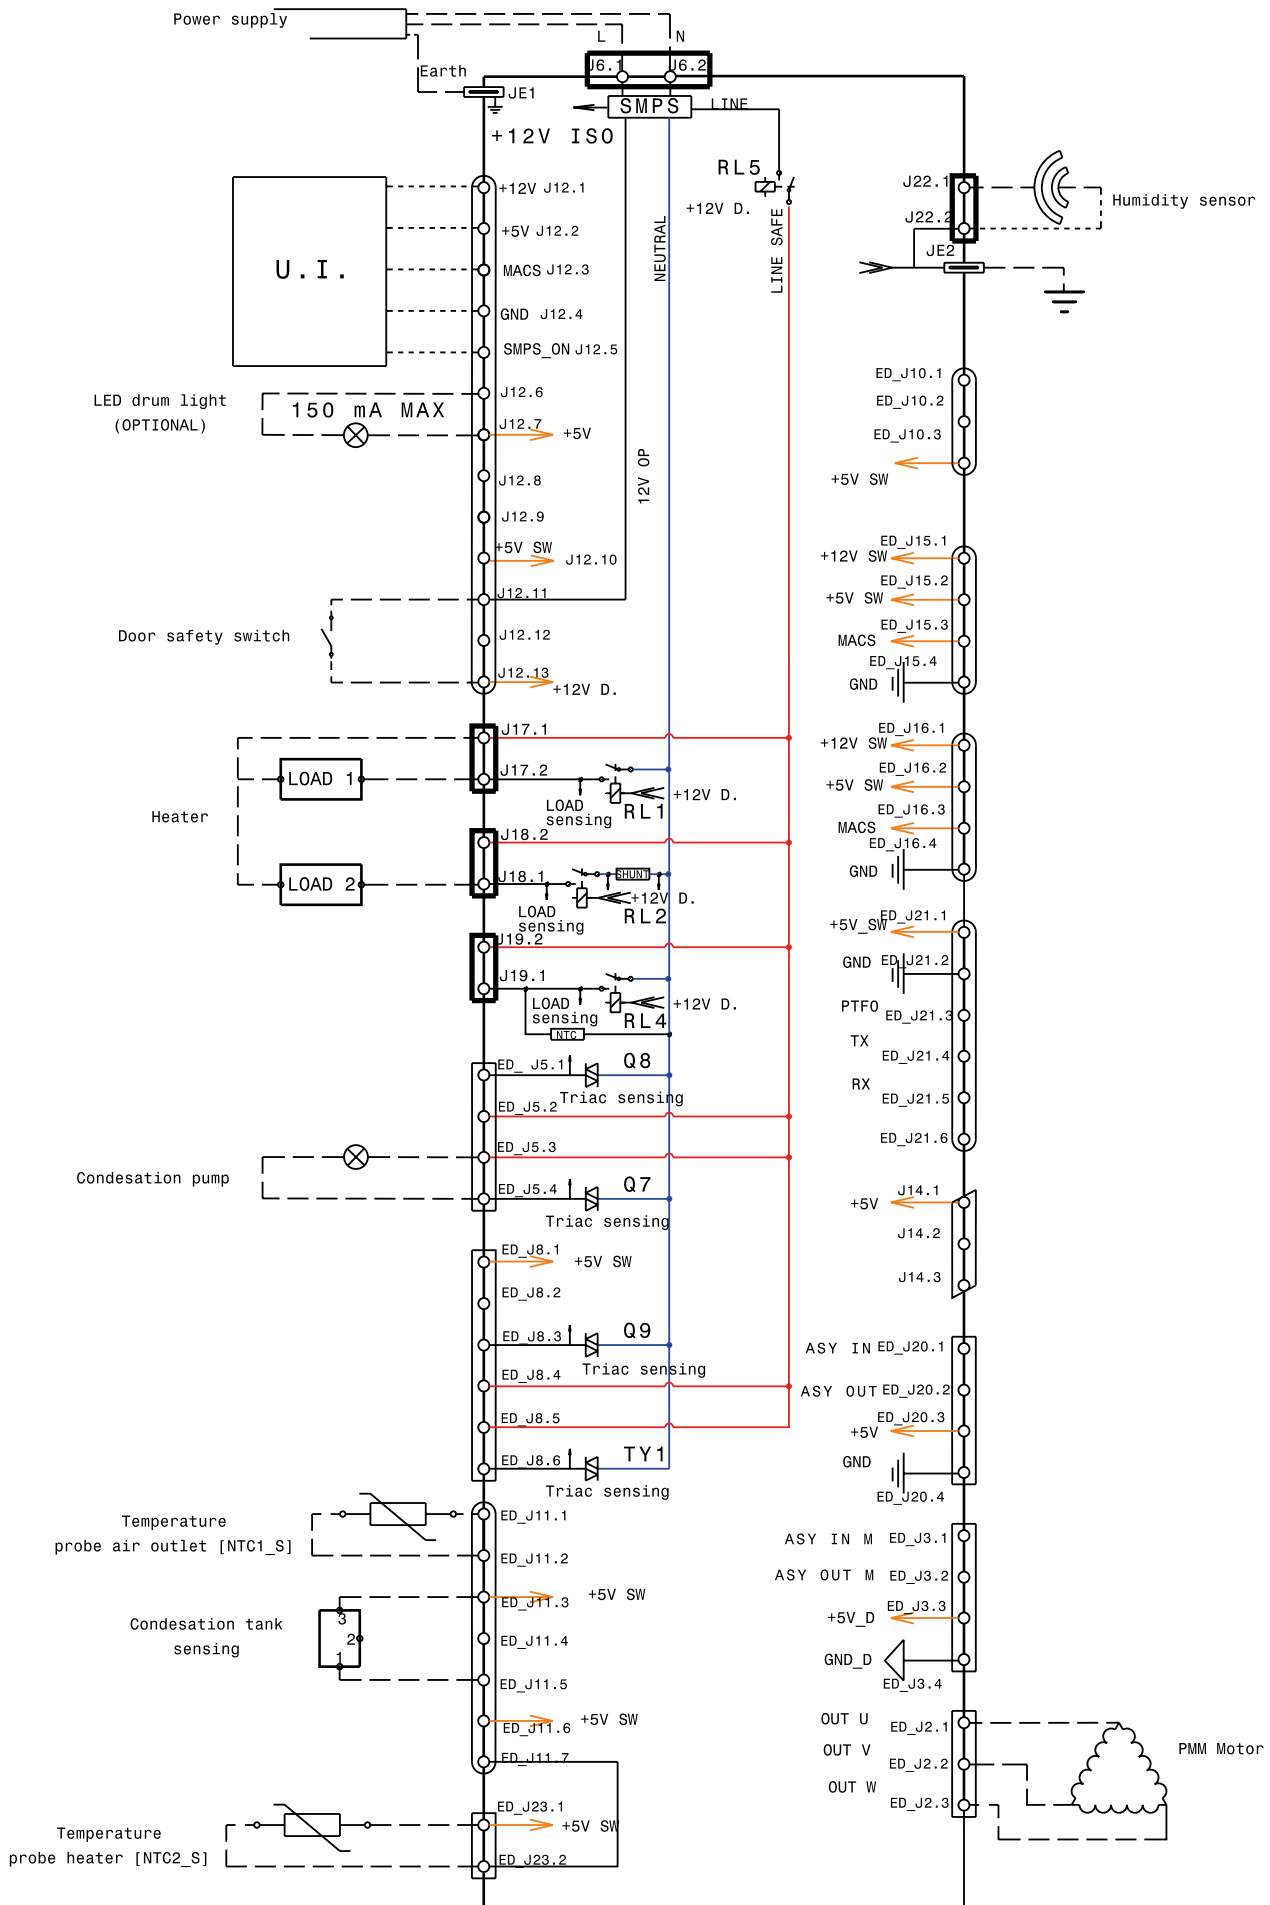 Power supply
L
N
J6.1
J6.2
Earth
JE1
SMPS
LINE
+12V ISO
RL5
+12V D.
NEUTRAL
LINE SAFE
12V OP
U.I.
+12V J12.1
+5V J12.2
MACS J12.3
GND J12.4
SMPS_ON J12.5
LED drum light
(OPTIONAL)
150 mA MAX
J12.6
J12.7
+5V
J12.8
J12.9
+5V SW
J12.10
J12.11
Door safety switch
J12.12
J12.13
+12V D.
Heater
LOAD 1
LOAD 2
J17.1
J17.2
LOAD
sensing
RL1
+12V D.
J18.2
J18.1
SHUNT
LOAD
sensing
RL2
+12V D.
J19.2
J19.1
LOAD
sensing
RL4
+12V D.
NTC
ED_ J5.1
Q8
Triac sensing
ED_J5.2
ED_J5.3
Condesation pump
ED_J5.4
Q7
Triac sensing
ED_J8.1
+5V SW
ED_J8.2
ED_J8.3
Q9
Triac sensing
ED_J8.4
ED_J8.5
ED_J8.6
TY1
Triac sensing
Temperature
probe air outlet [NTC1_S]
ED_J11.1
ED_J11.2
ED_J11.3
+5V SW
Condesation tank
sensing
3
2
1
ED_J11.4
ED_J11.5
ED_J11.6
+5V SW
ED_J11.7
Temperature
probe heater [NTC2_S]
ED_J23.1
+5V SW
ED_J23.2
J22.1
J22.2
Humidity sensor
JE2
ED_J10.1
ED_J10.2
ED_J10.3
+5V SW
ED_J15.1
+12V SW
ED_J15.2
+5V SW
ED_J15.3
MACS
ED_J15.4
GND
ED_J16.1
+12V SW
ED_J16.2
+5V SW
ED_J16.3
MACS
ED_J16.4
GND
ED_J21.1
+5V_SW
GND ED_J21.2
PTFO ED_J21.3
TX
ED_J21.4
RX
ED_J21.5
ED_J21.6
J14.1
+5V
J14.2
J14.3
ASY IN ED_J20.1
ASY OUT ED_J20.2
ED_J20.3
+5V
GND
ED_J20.4
ASY IN M ED_J3.1
ASY OUT M ED_J3.2
ED_J3.3
+5V_D
GND_D
ED_J3.4
OUT U
ED_J2.1
OUT V
ED_J2.2
OUT W
ED_J2.3
PMM Motor